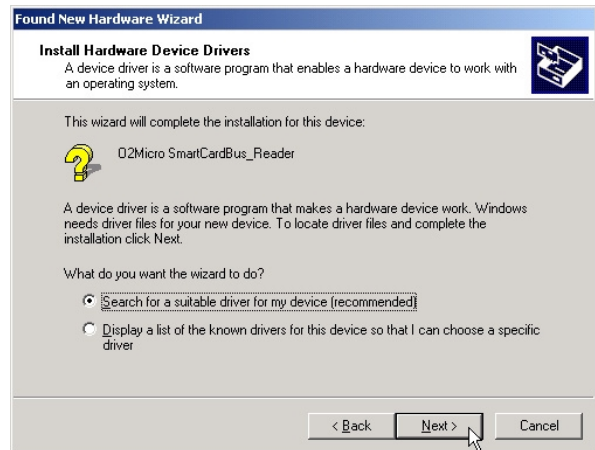 Found New Hardware Wizard
Install Hardware Device Drivers
A device driver is a software program that enables a hardware device to work with
an operating system.
This wizard will complete the installation for this device:
O2Micro SmartCardBus_Reader
A device driver is a software program that makes a hardware device work. Windows
needs driver files for your new device. To locate driver files and complete the
installation click Next.
What do you want the wizard to do?
Search for a suitable driver for my device (recommended)
Display a list of the known drivers for this device so that I can choose a specific
driver
< Back Next > Cancel